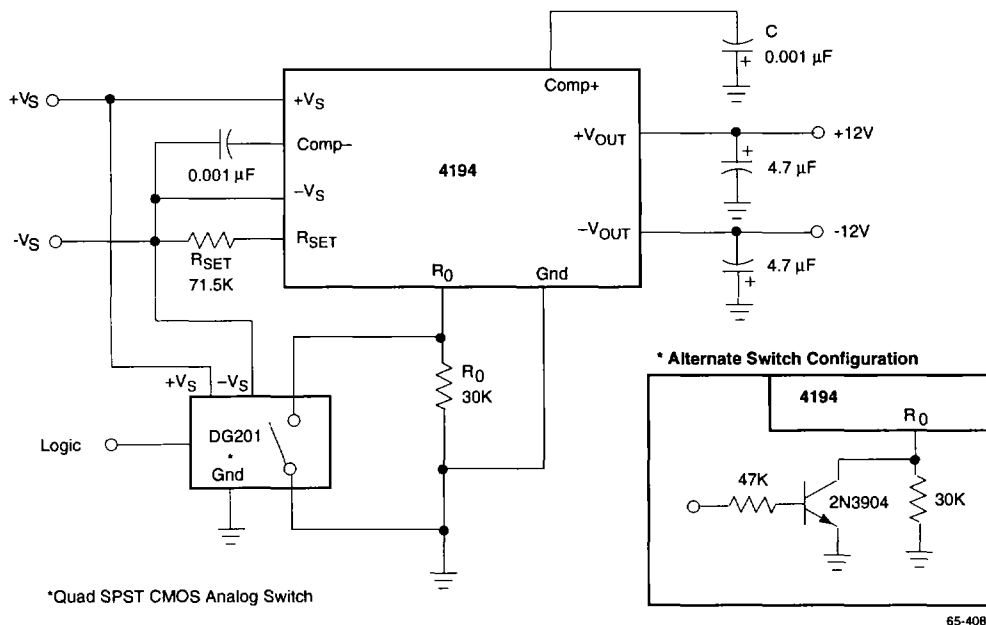 C
0.001 µF
Comp+
+VS
+VS
Comp–
0.001 µF
4194
+VOUT
+12V
4.7 µF
–VS
-VS
RSET
RSET
71.5K
–VOUT
-12V
4.7 µF
R0
Gnd
R0
30K
+VS
–VS
DG201
*
Gnd
Logic
* Alternate Switch Configuration
4194
R0
47K
2N3904
30K
*Quad SPST CMOS Analog Switch
65-408